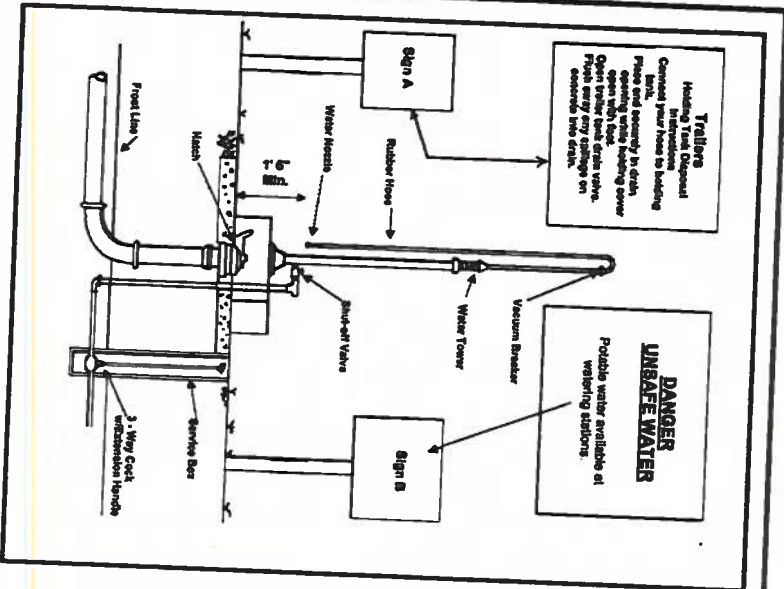 Trailers
Holding Tank Disposal
Instructions
Connect your hose to holding
tank.
Place end securely in drain
opening while holding cover
open with foot.
Open trailer tank drain valve.
Flush away any spillage on
concrete into drain.
Sign A
DANGER
UNSAFE WATER
Potable water available at
watering stations.
Sign B
Vacuum Breaker
Water Tower
Rubber Hose
Water Nozzle
Shut-off Valve
1' 6"
Min.
Hatch
Frost Line
Service Box
3 - Way Cock
w/Extension Handle